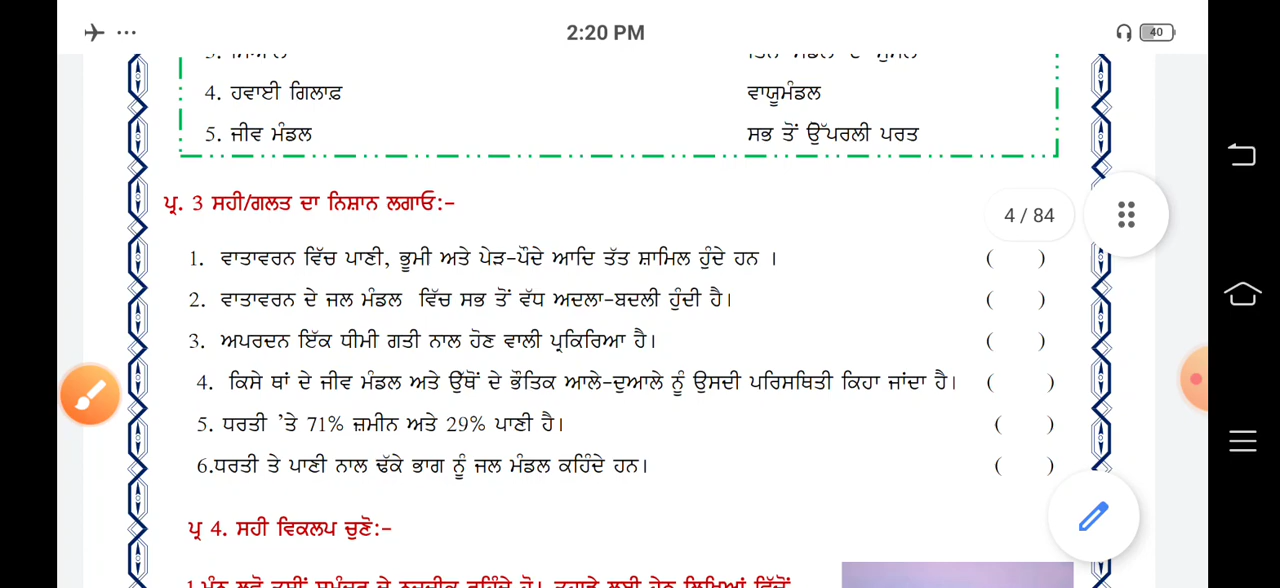 2:20 PM
40
4. ਹਵਾਈ ਗਿਲਾਫ਼ ਵਾਯੂਮੰਡਲ
5. ਜੀਵ ਮੰਡਲ ਸਭ ਤੋਂ ਉੱਪਰਲੀ ਪਰਤ
ਪ੍ਰ. 3 ਸਹੀ/ਗਲਤ ਦਾ ਨਿਸ਼ਾਨ ਲਗਾਓ:-
4 / 84
1. ਵਾਤਾਵਰਨ ਵਿੱਚ ਪਾਣੀ, ਭੂਮੀ ਅਤੇ ਪੇੜ-ਪੌਦੇ ਆਦਿ ਤੱਤ ਸ਼ਾਮਿਲ ਹੁੰਦੇ ਹਨ । ( )
2. ਵਾਤਾਵਰਨ ਦੇ ਜਲ ਮੰਡਲ ਵਿੱਚ ਸਭ ਤੋਂ ਵੱਧ ਅਦਲਾ-ਬਦਲੀ ਹੁੰਦੀ ਹੈ। ( )
3. ਅਪਰਦਨ ਇੱਕ ਧੀਮੀ ਗਤੀ ਨਾਲ ਹੋਣ ਵਾਲੀ ਪ੍ਰਕਿਰਿਆ ਹੈ। ( )
4. ਕਿਸੇ ਥਾਂ ਦੇ ਜੀਵ ਮੰਡਲ ਅਤੇ ਉੱਥੋਂ ਦੇ ਭੌਤਿਕ ਆਲੇ-ਦੁਆਲੇ ਨੂੰ ਉਸਦੀ ਪਰਿਸਥਿਤੀ ਕਿਹਾ ਜਾਂਦਾ ਹੈ। ( )
5. ਧਰਤੀ ’ਤੇ 71% ਜ਼ਮੀਨ ਅਤੇ 29% ਪਾਣੀ ਹੈ। ( )
6.ਧਰਤੀ ਤੇ ਪਾਣੀ ਨਾਲ ਢੱਕੇ ਭਾਗ ਨੂੰ ਜਲ ਮੰਡਲ ਕਹਿੰਦੇ ਹਨ। ( )
ਪ੍ਰ 4. ਸਹੀ ਵਿਕਲਪ ਚੁਣੋ:-